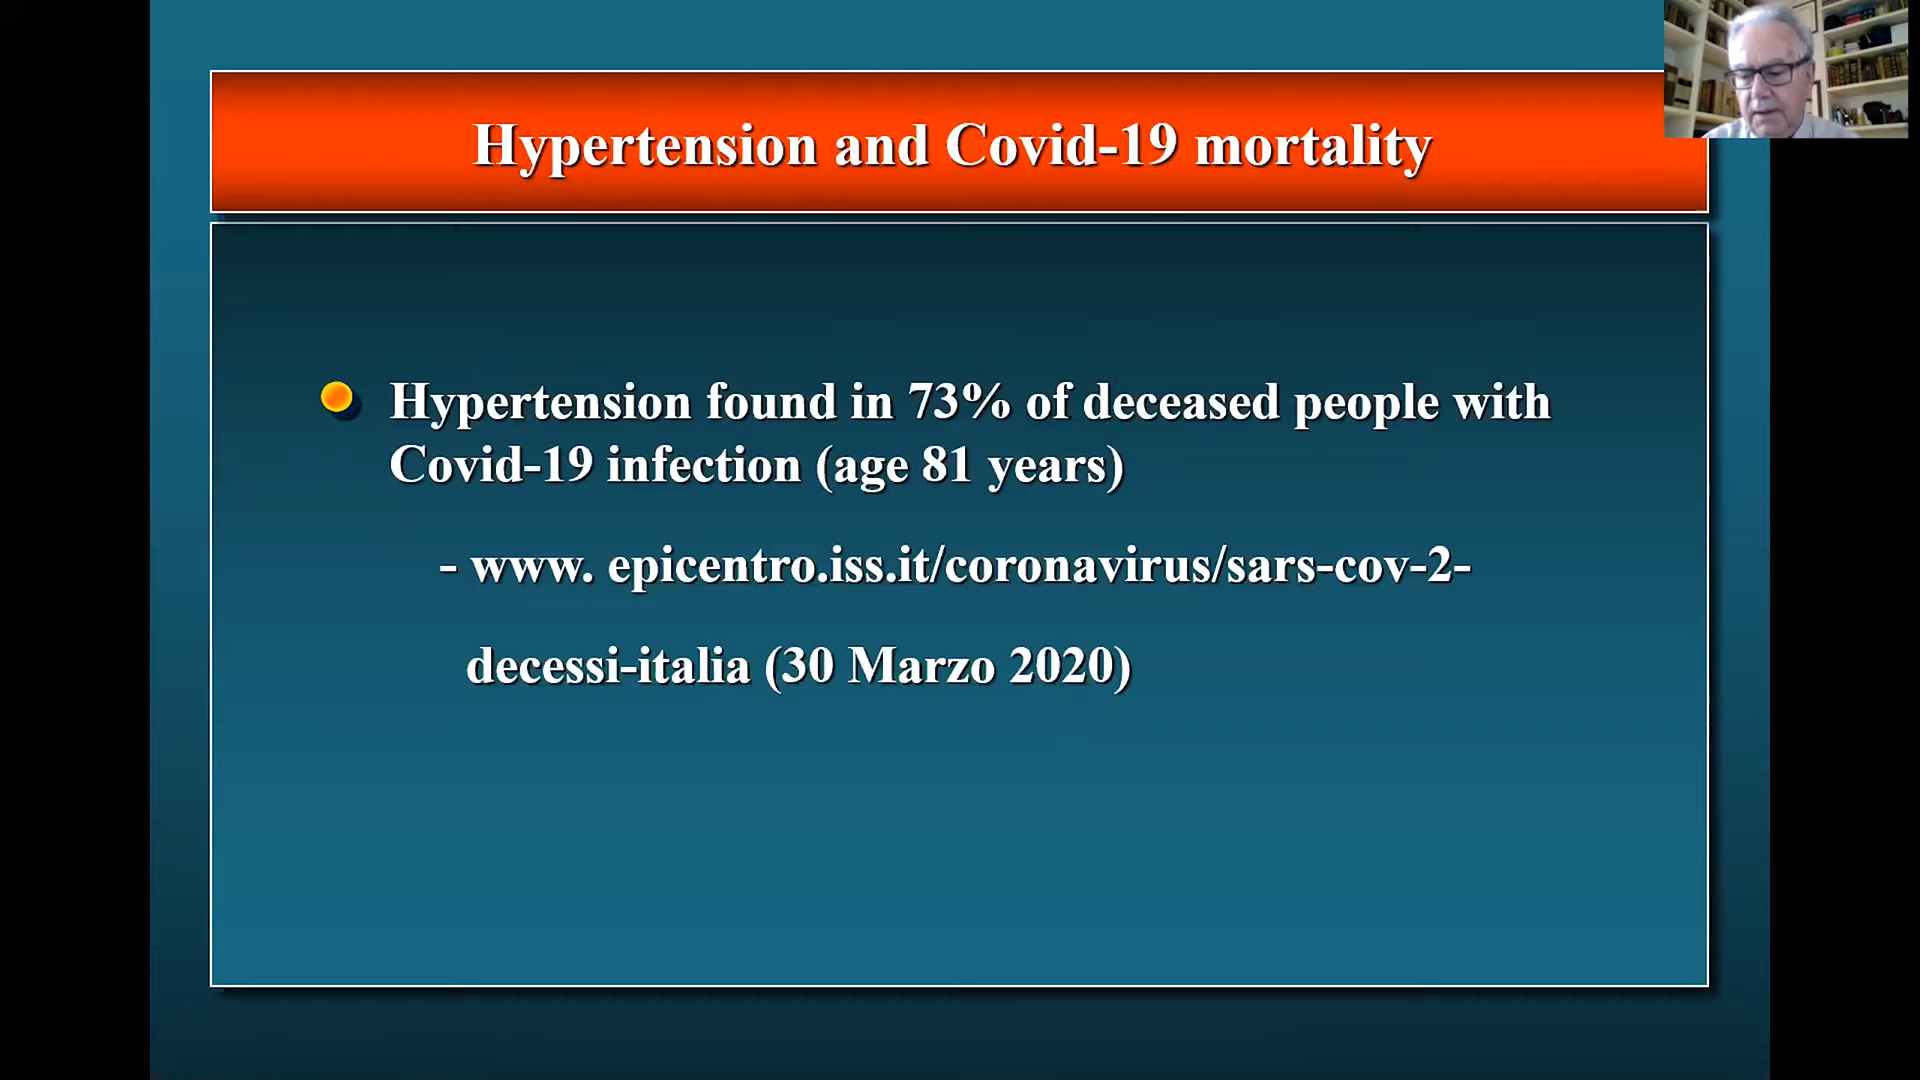 Hypertension and Covid-19 mortality
Hypertension found in 73% of deceased people with
Covid-19 infection (age 81 years)
- www. epicentro.iss.it/coronavirus/sars-cov-2-
decessi-italia (30 Marzo 2020)